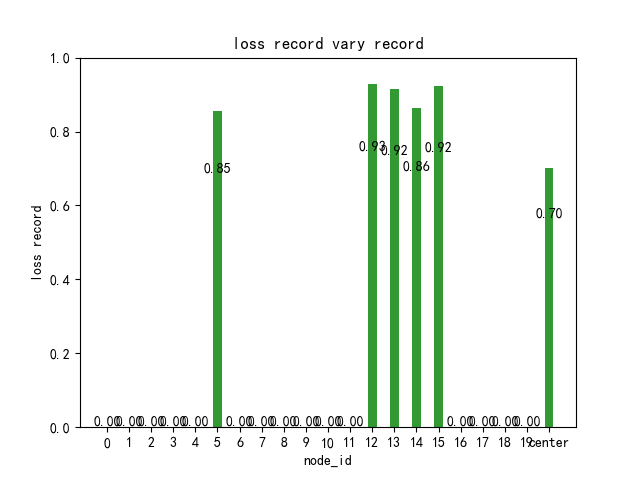 loss record vary record
loss record
1.0
0.8
0.6
0.4
0.2
0.0
0.00 0.00 0.00 0.00 0.00 0.85 0.00 0.00 0.00 0.00 0.00 0.00 0.93 0.92 0.86 0.92 0.00 0.00 0.00 0.00 0.70
0 1 2 3 4 5 6 7 8 9 10 11 12 13 14 15 16 17 18 19 center
node_id